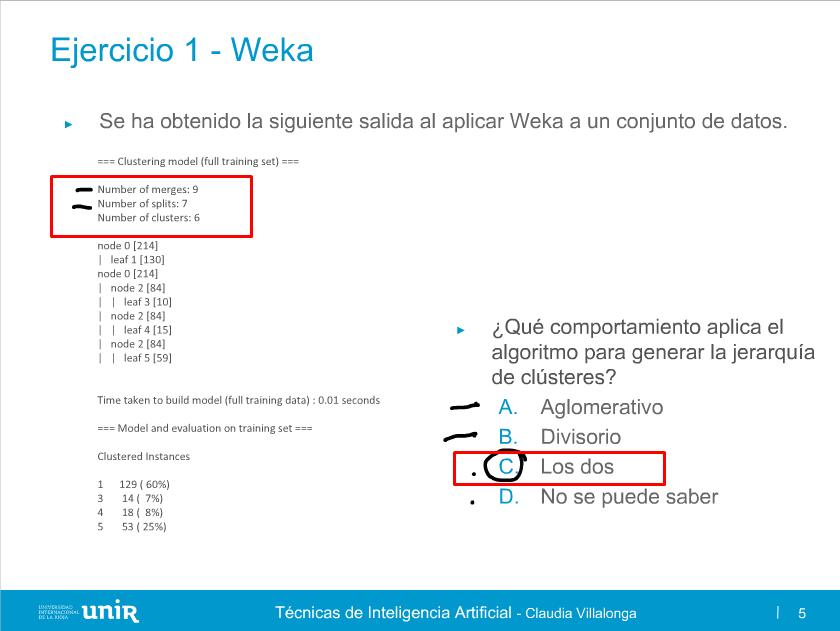 Ejercicio 1 - Weka
► Se ha obtenido la siguiente salida al aplicar Weka a un conjunto de datos.
=== Clustering model (full training set) ===
Number of merges: 9
Number of splits: 7
Number of clusters: 6
node 0 [214]
| leaf 1 [130]
node 0 [214]
| node 2 [84]
| | leaf 3 [10]
| node 2 [84]
| | leaf 4 [15]
| node 2 [84]
| | leaf 5 [59]
Time taken to build model (full training data) : 0.01 seconds
=== Model and evaluation on training set ===
Clustered Instances
1 129 ( 60%)
3 14 ( 7%)
4 18 ( 8%)
5 53 ( 25%)
► ¿Qué comportamiento aplica el
algoritmo para generar la jerarquía
de clústeres?
A. Aglomerativo
B. Divisorio
C. Los dos
D. No se puede saber
UNIVERSIDAD
INTERNACIONAL
DE LA RIOJA
unir
Técnicas de Inteligencia Artificial - Claudia Villalonga
| 5